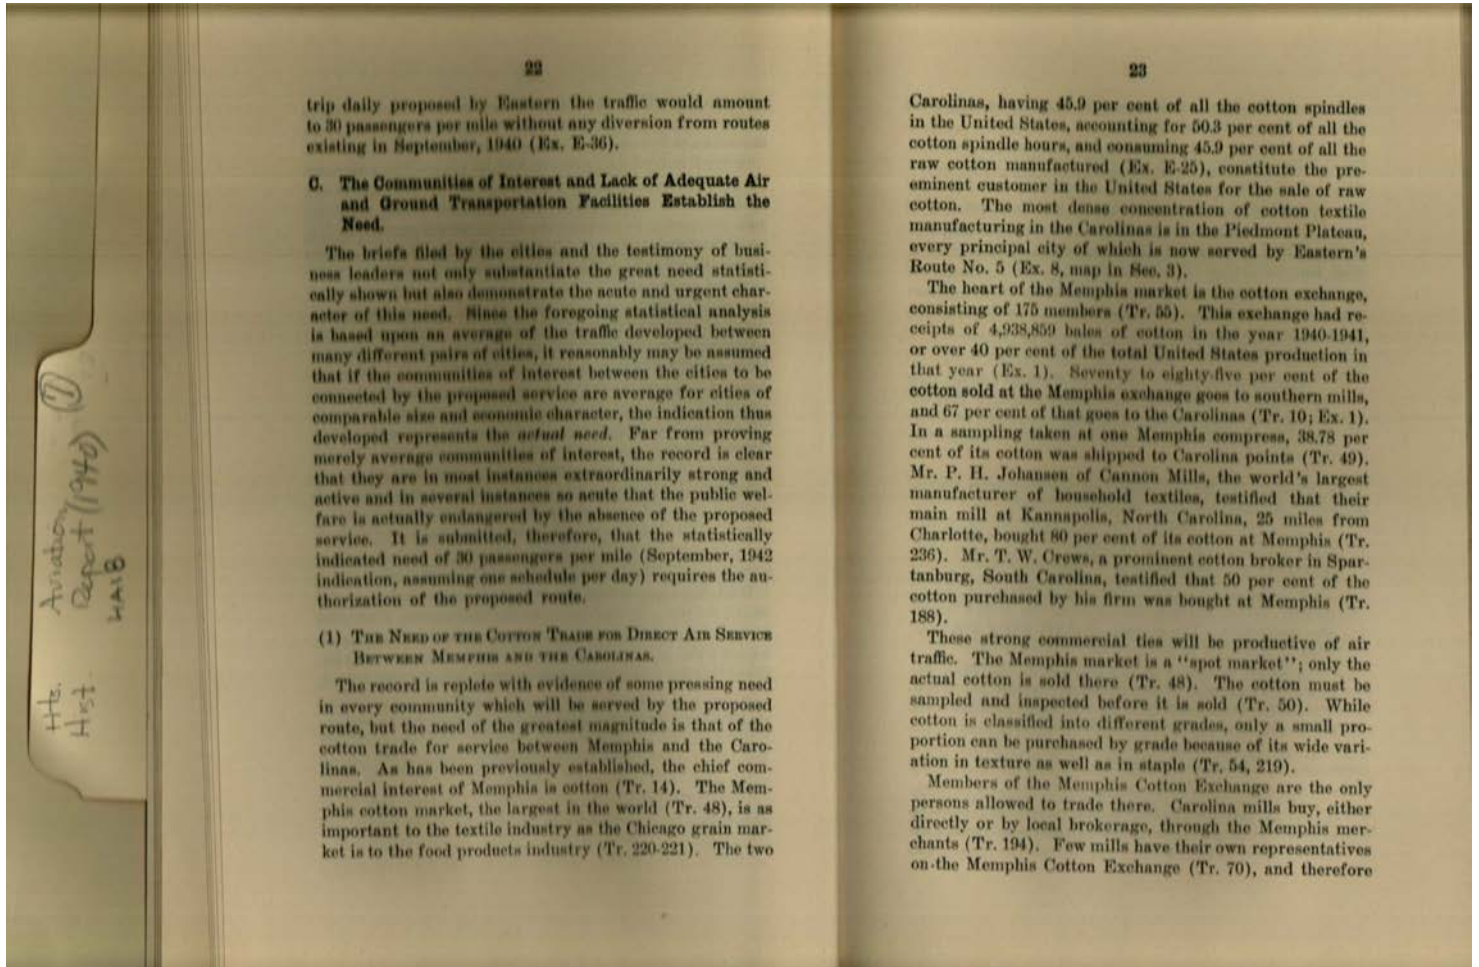 Hts. Aviation (7)
Hist. Report (1940)
22
trip daily proposed by Eastern the traffic would amount
to 30 passengers per mile without any diversion from routes
existing in September, 1940 (Ex. E-36).
C. The Communities of Interest and Lack of Adequate Air
and Ground Transportation Facilities Establish the
Need.
The briefs filed by the cities and the testimony of busi-
ness leaders not only substantiate the great need statisti-
cally shown but also demonstrate the acute and urgent char-
acter of this need. Since the foregoing statistical analysis
is based upon an average of the traffic developed between
many different pairs of cities, it reasonably may be assumed
that if the communities of interest between the cities to be
connected by the proposed service are average for cities of
comparable size and economic character, the indication thus
developed represents the actual need. Far from proving
merely average communities of interest, the record is clear
that they are in most instances extraordinarily strong and
active and in several instances so acute that the public wel-
fare is actually endangered by the absence of the proposed
service. It is submitted, therefore, that the statistically
indicated need of 30 passengers per mile (September, 1942
indication, assuming one schedule per day) requires the au-
thorization of the proposed route.
(1) The Need of the Cotton Trade for Direct Air Service
Between Memphis and the Carolinas.
The record is replete with evidence of some pressing need
in every community which will be served by the proposed
route, but the need of the greatest magnitude is that of the
cotton trade for service between Memphis and the Caro-
linas. As has been previously established, the chief com-
mercial interest of Memphis is cotton (Tr. 14). The Mem-
phis cotton market, the largest in the world (Tr. 48), is as
important to the textile industry as the Chicago grain mar-
ket is to the food products industry (Tr. 220-221). The two
23
Carolinas, having 45.9 per cent of all the cotton spindles
in the United States, accounting for 50.3 per cent of all the
cotton spindle hours, and consuming 45.9 per cent of all the
raw cotton manufactured (Ex. E-25), constitute the pre-
eminent customer in the United States for the sale of raw
cotton. The most dense concentration of cotton textile
manufacturing in the Carolinas is in the Piedmont Plateau,
every principal city of which is now served by Eastern's
Route No. 5 (Ex. 8, map in Sec. 3).
The heart of the Memphis market is the cotton exchange,
consisting of 175 members (Tr. 55). This exchange had re-
ceipts of 4,938,859 bales of cotton in the year 1940-1941,
or over 40 per cent of the total United States production in
that year (Ex. 1). Seventy to eighty-five per cent of the
cotton sold at the Memphis exchange goes to southern mills,
and 67 per cent of that goes to the Carolinas (Tr. 10; Ex. 1).
In a sampling taken at one Memphis compress, 38.78 per
cent of its cotton was shipped to Carolina points (Tr. 49).
Mr. P. H. Johansen of Cannon Mills, the world's largest
manufacturer of household textiles, testified that their
main mill at Kannapolis, North Carolina, 25 miles from
Charlotte, bought 80 per cent of its cotton at Memphis (Tr.
236). Mr. T. W. Crews, a prominent cotton broker in Spar-
tanburg, South Carolina, testified that 50 per cent of the
cotton purchased by his firm was bought at Memphis (Tr.
188).
These strong commercial ties will be productive of air
traffic. The Memphis market is a "spot market"; only the
actual cotton is sold there (Tr. 48). The cotton must be
sampled and inspected before it is sold (Tr. 50). While
cotton is classified into different grades, only a small pro-
portion can be purchased by grade because of its wide vari-
ation in texture as well as in staple (Tr. 54, 219).
Members of the Memphis Cotton Exchange are the only
persons allowed to trade there. Carolina mills buy, either
directly or by local brokerage, through the Memphis mer-
chants (Tr. 194). Few mills have their own representatives
on the Memphis Cotton Exchange (Tr. 70), and therefore